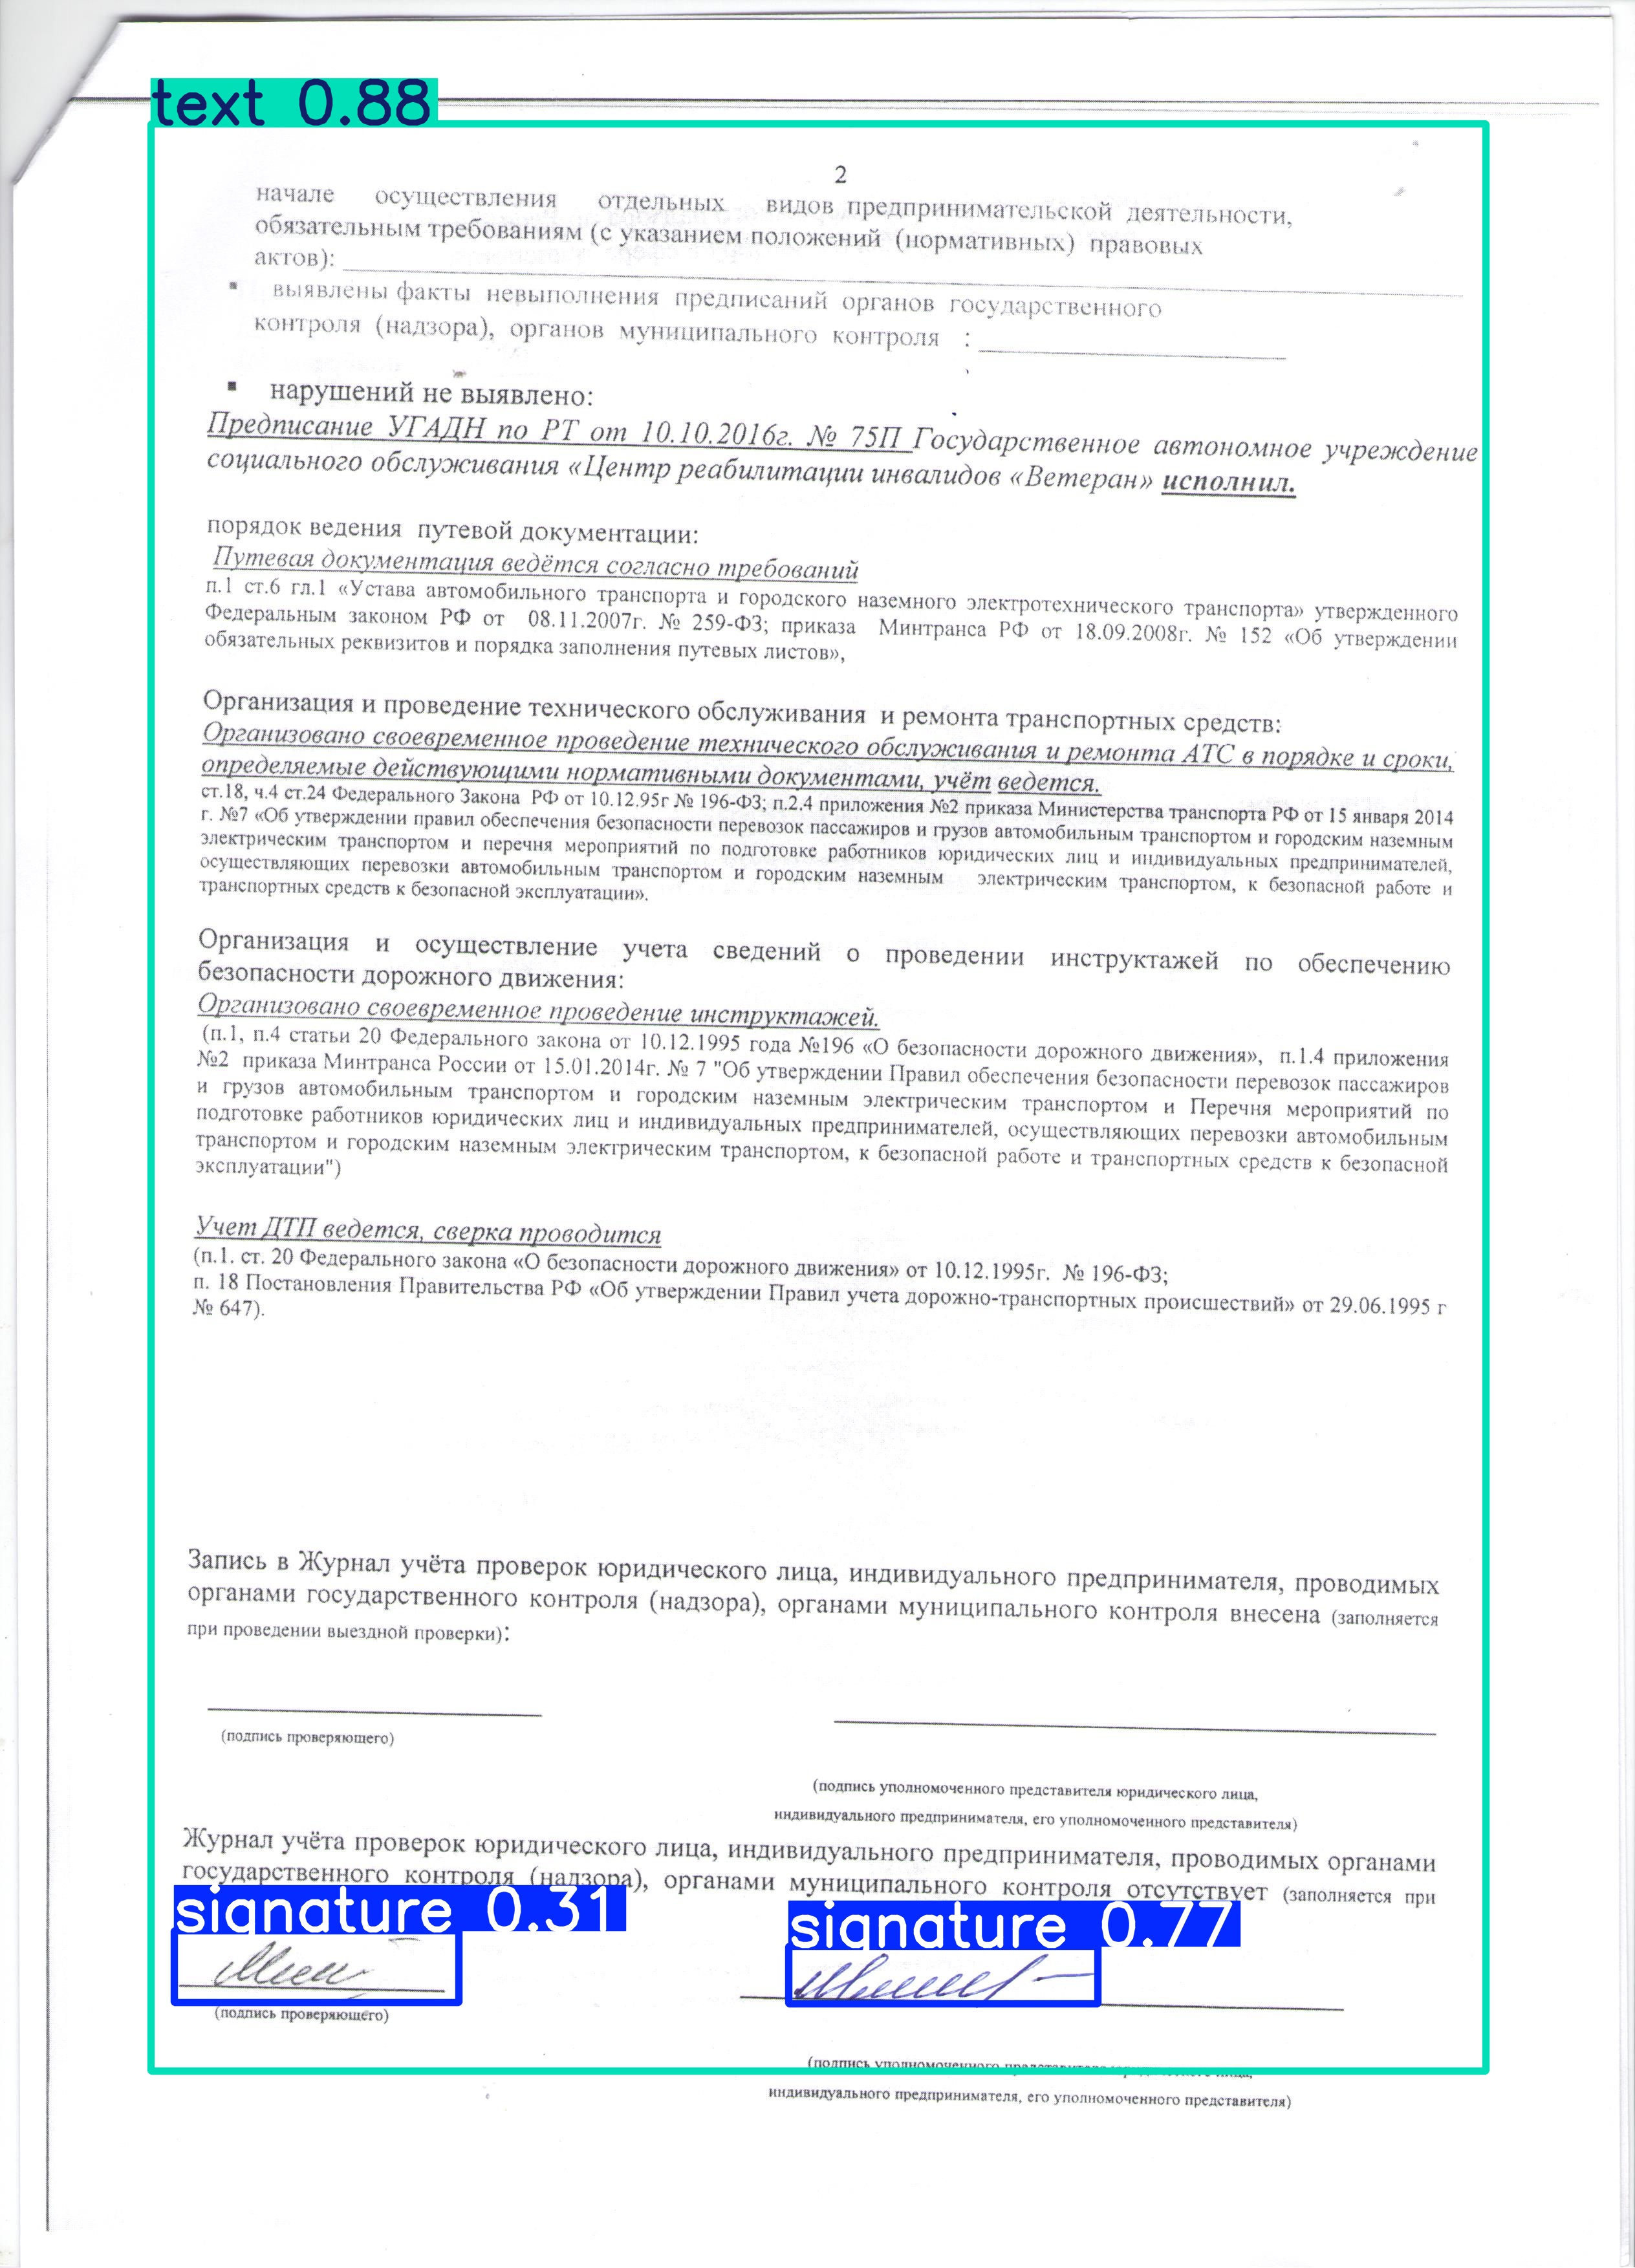 text 0.88
2
начале осуществления отдельных видов предпринимательской деятельности,
обязательным требованиям (с указанием положений (нормативных) правовых
актов):
▪ выявлены факты невыполнения предписаний органов государственного
контроля (надзора), органов муниципального контроля :
▪ нарушений не выявлено:
Предписание УГАДН по РТ от 10.10.2016г. № 75П Государственное автономное учреждение
социального обслуживания «Центр реабилитации инвалидов «Ветеран» исполнил.
порядок ведения путевой документации:
Путевая документация ведётся согласно требований
п.1 ст.6 гл.1 «Устава автомобильного транспорта и городского наземного электротехнического транспорта» утвержденного
Федеральным законом РФ от 08.11.2007г. № 259-ФЗ; приказа Минтранса РФ от 18.09.2008г. № 152 «Об утверждении
обязательных реквизитов и порядка заполнения путевых листов»,
Организация и проведение технического обслуживания и ремонта транспортных средств:
Организовано своевременное проведение технического обслуживания и ремонта АТС в порядке и сроки,
определяемые действующими нормативными документами, учёт ведется.
ст.18, ч.4 ст.24 Федерального Закона РФ от 10.12.95г № 196-ФЗ; п.2.4 приложения №2 приказа Министерства транспорта РФ от 15 января 2014
г. №7 «Об утверждении правил обеспечения безопасности перевозок пассажиров и грузов автомобильным транспортом и городским наземным
электрическим транспортом и перечня мероприятий по подготовке работников юридических лиц и индивидуальных предпринимателей,
осуществляющих перевозки автомобильным транспортом и городским наземным электрическим транспортом, к безопасной работе и
транспортных средств к безопасной эксплуатации».
Организация и осуществление учета сведений о проведении инструктажей по обеспечению
безопасности дорожного движения:
Организовано своевременное проведение инструктажей.
(п.1, п.4 статьи 20 Федерального закона от 10.12.1995 года №196 «О безопасности дорожного движения», п.1.4 приложения
№2 приказа Минтранса России от 15.01.2014г. № 7 "Об утверждении Правил обеспечения безопасности перевозок пассажиров
и грузов автомобильным транспортом и городским наземным электрическим транспортом и Перечня мероприятий по
подготовке работников юридических лиц и индивидуальных предпринимателей, осуществляющих перевозки автомобильным
транспортом и городским наземным электрическим транспортом, к безопасной работе и транспортных средств к безопасной
эксплуатации")
Учет ДТП ведется, сверка проводится
(п.1. ст. 20 Федерального закона «О безопасности дорожного движения» от 10.12.1995г. № 196-ФЗ;
п. 18 Постановления Правительства РФ «Об утверждении Правил учета дорожно-транспортных происшествий» от 29.06.1995 г
№ 647).
Запись в Журнал учёта проверок юридического лица, индивидуального предпринимателя, проводимых
органами государственного контроля (надзора), органами муниципального контроля внесена (заполняется
при проведении выездной проверки):
(подпись проверяющего)
(подпись уполномоченного представителя юридического лица,
индивидуального предпринимателя, его уполномоченного представителя)
Журнал учёта проверок юридического лица, индивидуального предпринимателя, проводимых органами
государственного контроля (надзора), органами муниципального контроля отсутствует (заполняется при
signature 0.31
signature 0.77
(подпись проверяющего)
(подпись уполномоченного
индивидуального предпринимателя, его уполномоченного представителя)